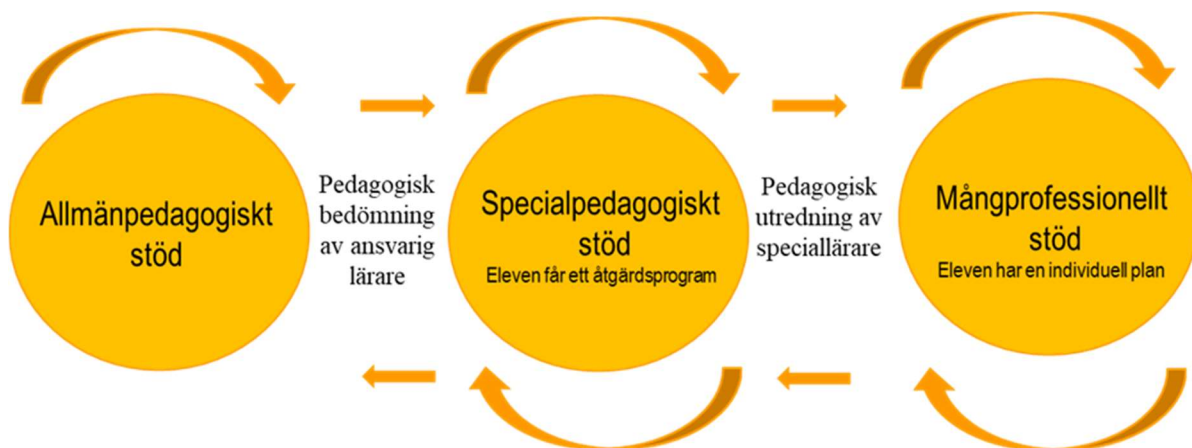 Allmänpedagogiskt
stöd
Pedagogisk
bedömning
av ansvarig
lärare
Specialpedagogiskt
stöd
Eleven får ett åtgärdsprogram
Pedagogisk
utredning av
speciallärare
Mångprofessionellt
stöd
Eleven har en individuell plan